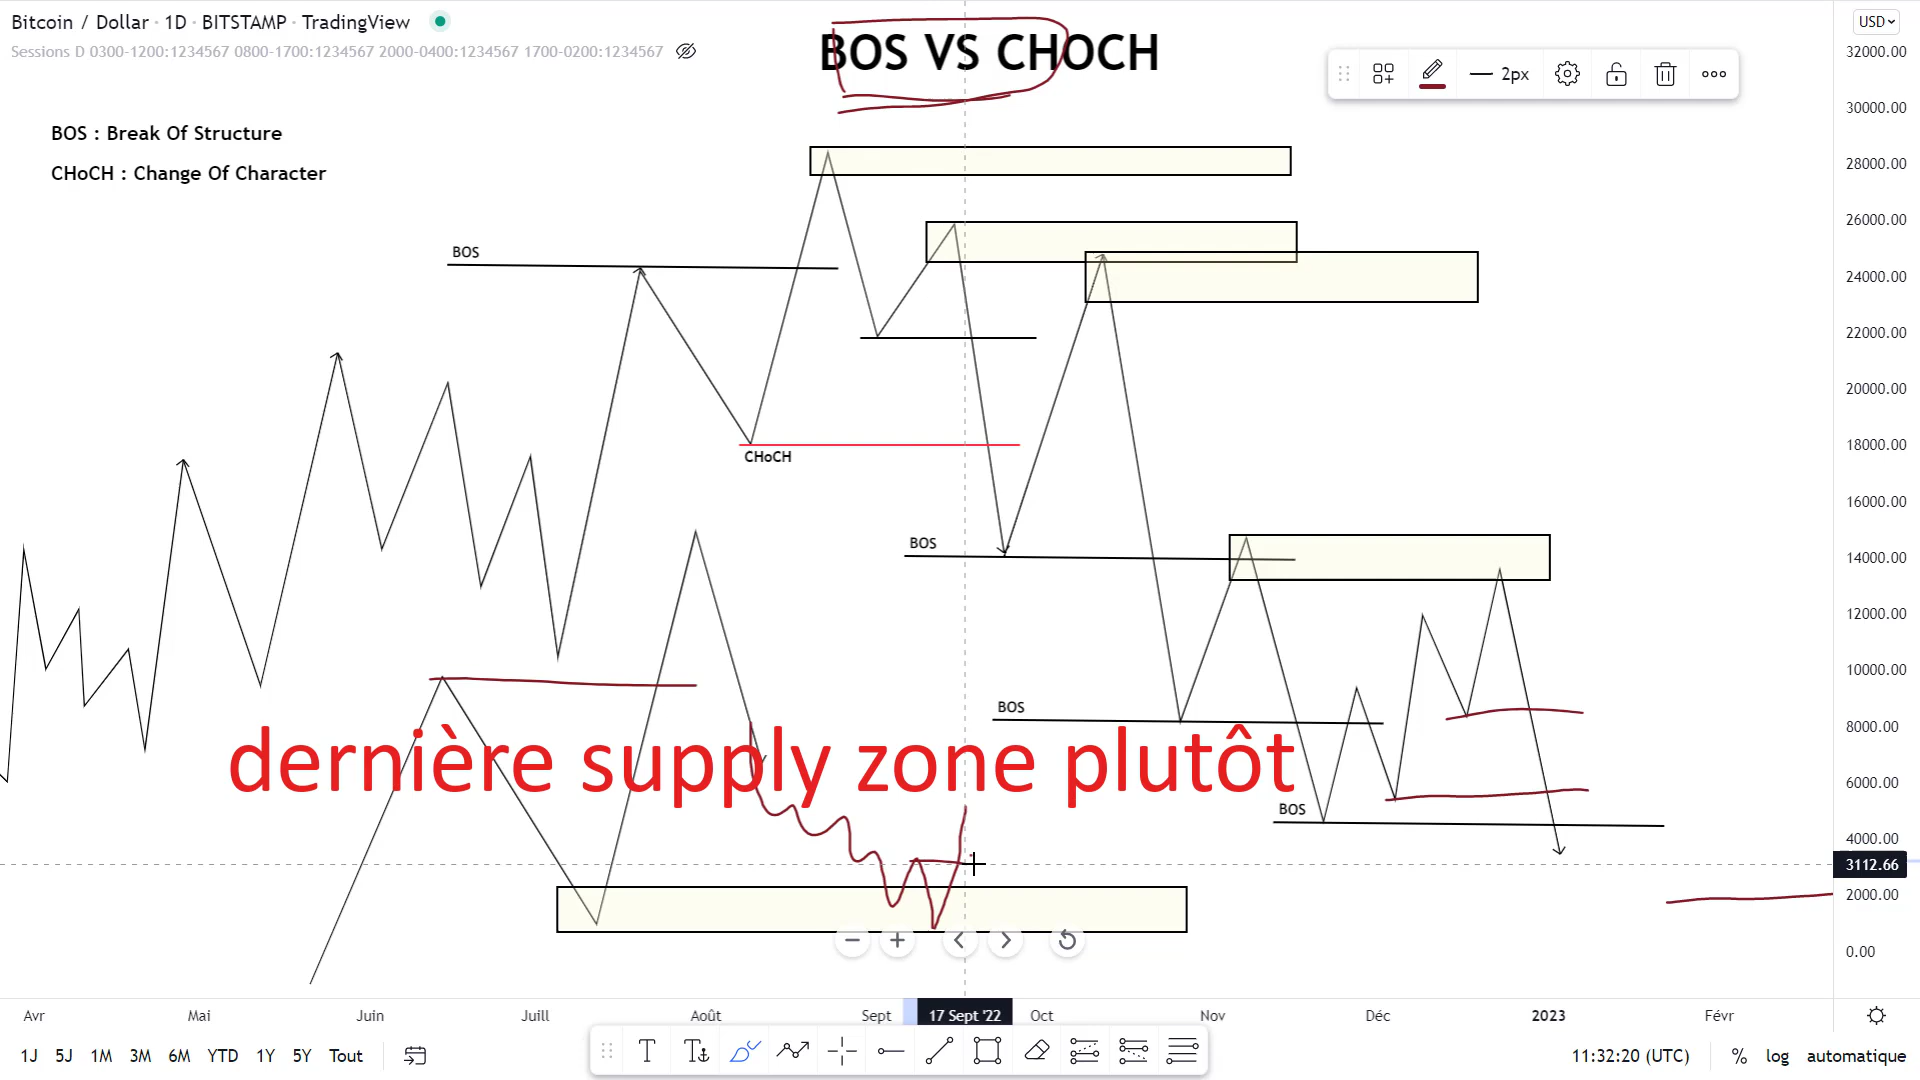 Bitcoin / Dollar · 1D · BITSTAMP · TradingView
Sessions D 0300-1200:1234567 0800-1700:1234567 2000-0400:1234567 1700-0200:1234567
BOS VS CHOCH
USD
2px
BOS : Break Of Structure
CHoCH : Change Of Character
32000.00
30000.00
28000.00
26000.00
24000.00
22000.00
20000.00
18000.00
16000.00
14000.00
12000.00
10000.00
8000.00
6000.00
4000.00
3112.66
2000.00
0.00
BOS
CHoCH
BOS
BOS
dernière supply zone plutôt
BOS
Avr Mai Juin Juill Août Sept 17 Sept '22 Oct Nov Déc 2023 Févr
1J 5J 1M 3M 6M YTD 1Y 5Y Tout
T T
11:32:20 (UTC) % log automatique